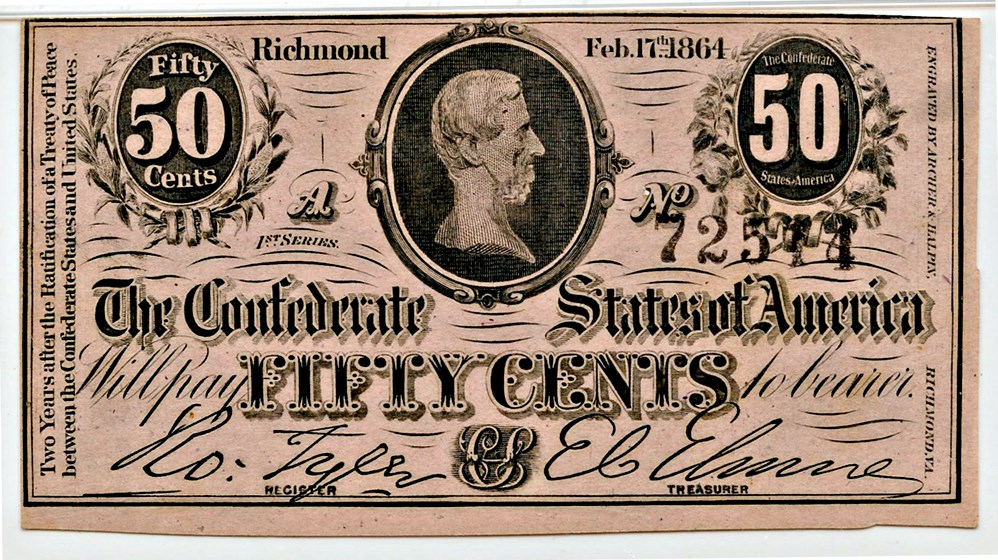 Two Years after the Ratification of a Treaty of Peace
between the Confederate States and United States.
Fifty
50
Cents
Richmond
Feb. 17th 1864
The Confederate
50
States of America
A.
1ST SERIES.
No
The Confederate States of America
Will pay FIFTY CENTS to bearer.
Ro: Tyler
REGISTER
TREASURER
ENGRAVED BY ARCHER & HALPIN
RICHMOND, VA.